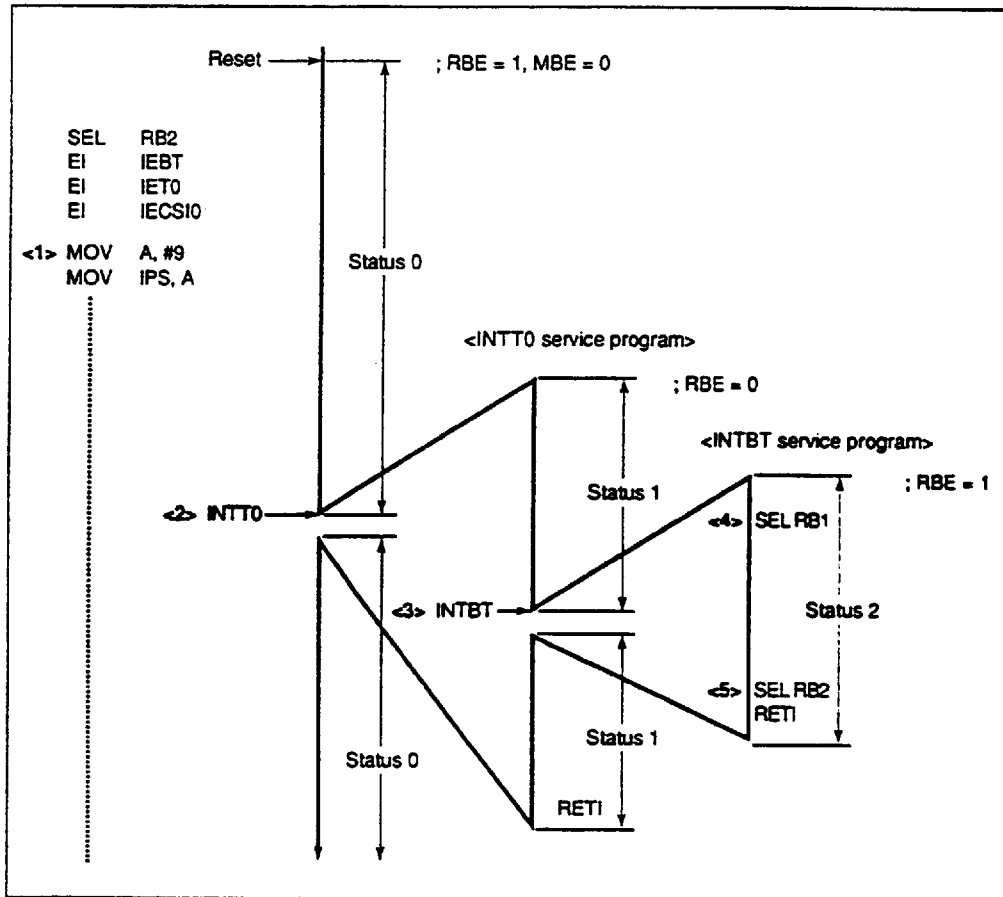 Reset
; RBE = 1, MBE = 0
SEL RB2
EI IEBT
EI IET0
EI IECSI0
<1> MOV A, #9
MOV IPS, A
Status 0
<INTT0 service program>
; RBE = 0
<INTBT service program>
; RBE = 1
Status 1
<2> INTT0
<4> SEL RB1
<3> INTBT
Status 2
<5> SEL RB2
RETI
Status 1
Status 0
RETI